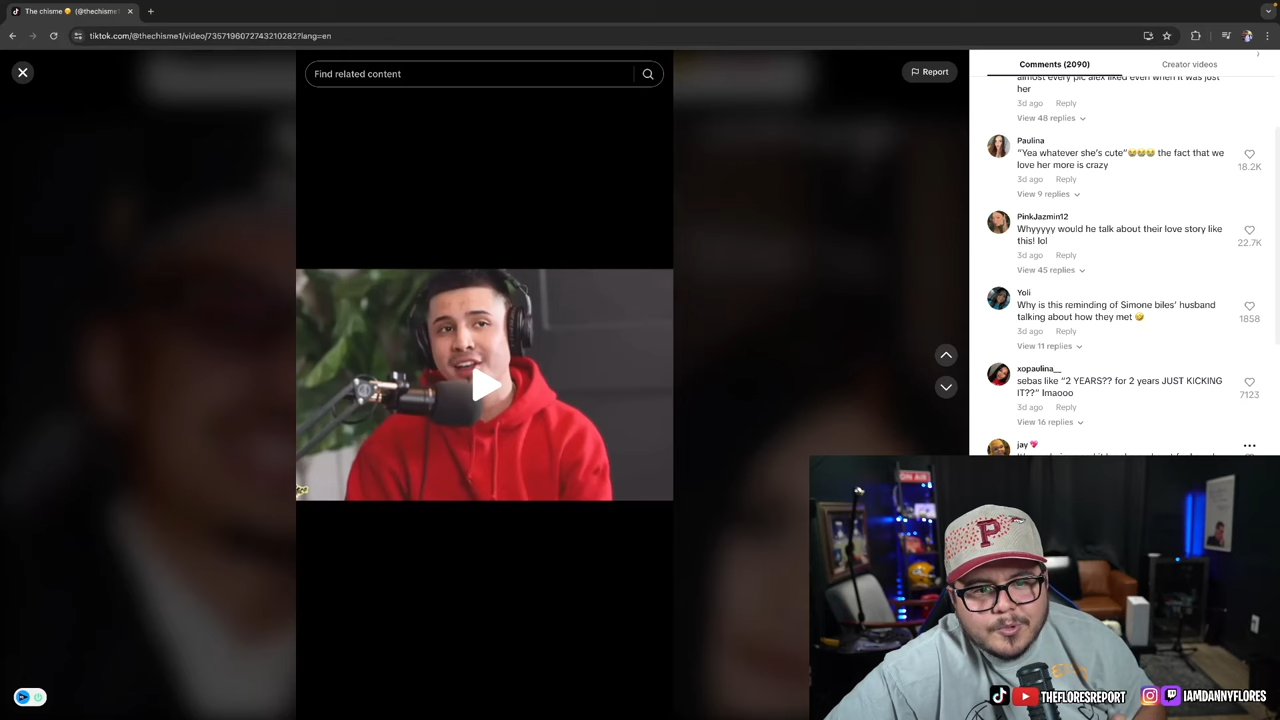 The chisme 🤭 (@thechisme1
tiktok.com/@thechisme1/video/7357196072743210282?lang=en
Find related content
Report
Comments (2090)
Creator videos
almost every pic alex liked even when it was just
her
3d ago Reply
View 48 replies
Paulina
“Yea whatever she’s cute”😭😭😭 the fact that we
love her more is crazy
18.2K
3d ago Reply
View 9 replies
PinkJazmin12
Whyyyyy would he talk about their love story like
this! lol
22.7K
3d ago Reply
View 45 replies
Yoli
Why is this reminding of Simone biles’ husband
talking about how they met 🤣
1858
3d ago Reply
View 11 replies
xopaulina__
sebas like “2 YEARS?? for 2 years JUST KICKING
IT??” lmaooo
7123
3d ago Reply
View 16 replies
jay 💖
ON AIR
P
THEFLORESREPORT
IAMDANNYFLORES